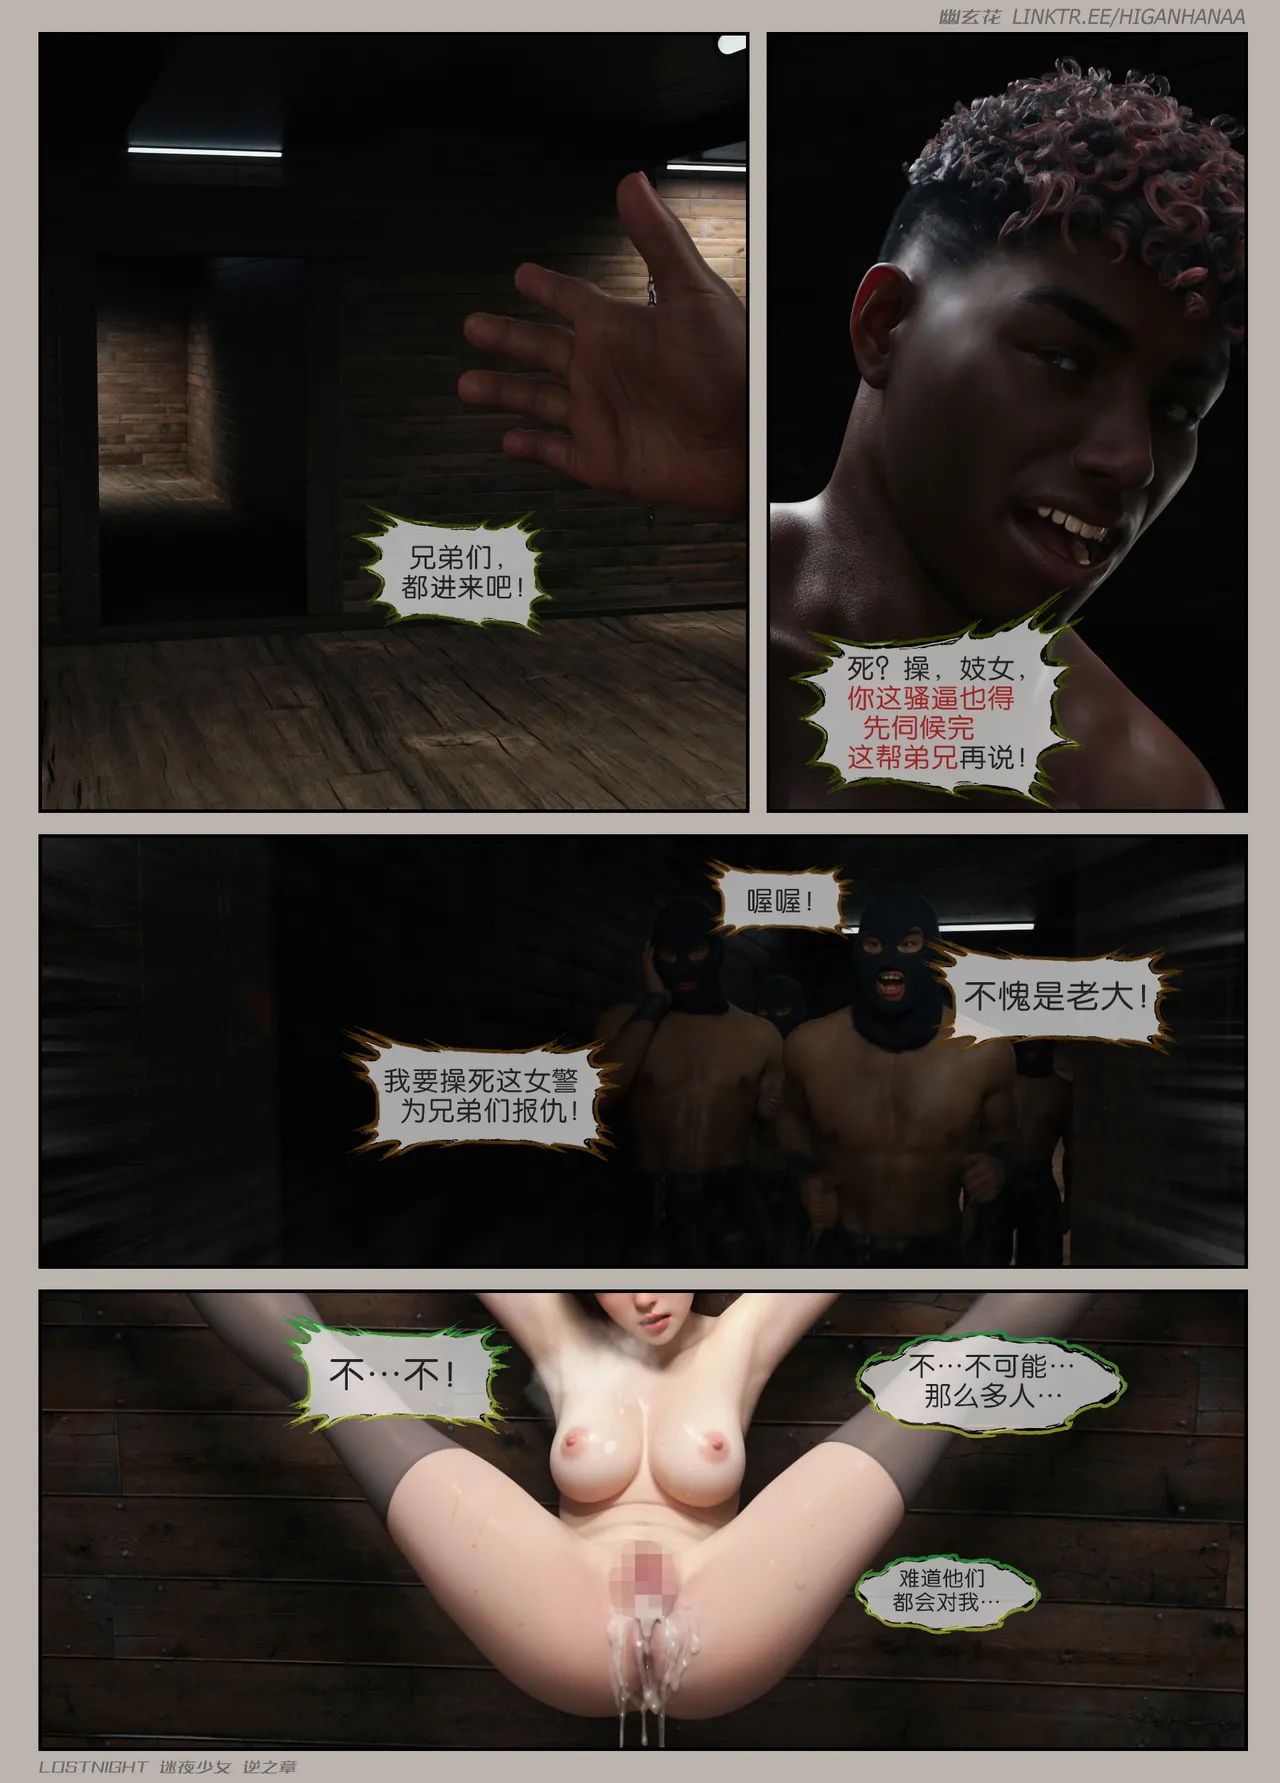 幽玄花 LINKTR.EE/HIGANHANAA
兄弟们，
都进来吧！
死？操，妓女，
你这骚逼也得
先伺候完
这帮弟兄再说！
喔喔！
不愧是老大！
我要操死这女警
为兄弟们报仇！
不…不！
不…不可能…
那么多人…
难道他们
都会对我…
LOSTNIGHT 迷夜少女 逆之章